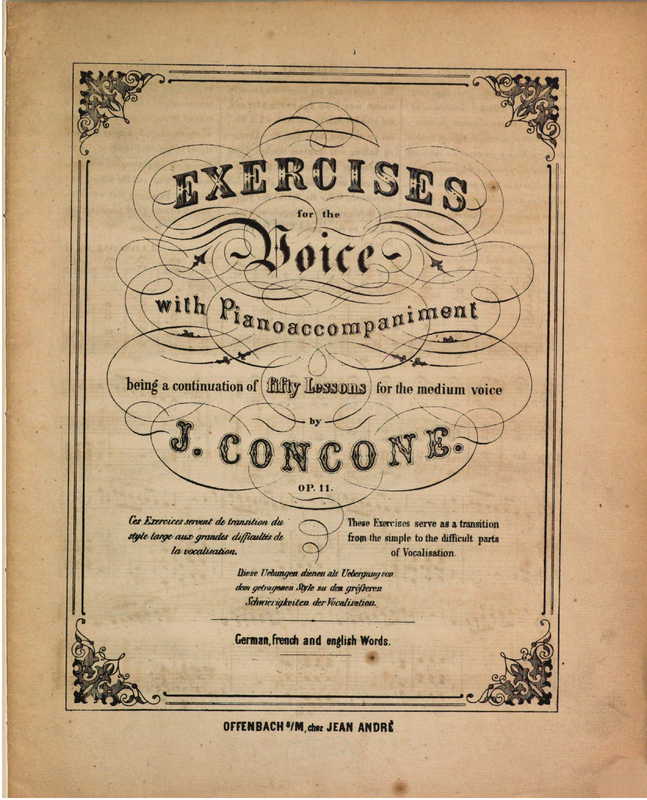 EXERCISES
for the
Voice
with Pianoaccompaniment
being a continuation of fifty Lessons for the medium voice
by
J. CONCONE.
OP. 11.
Ces Exercices servent de transition du
style large aux grandes difficultés de
la vocalisation.
These Exercises serve as a transition
from the simple to the difficult parts
of Vocalisation.
Diese Uebungen dienen als Uebergang von
dem getragenen Style zu den größeren
Schwierigkeiten der Vocalisation.
German, french and english Words.
OFFENBACH a/M, chez JEAN ANDRÉ